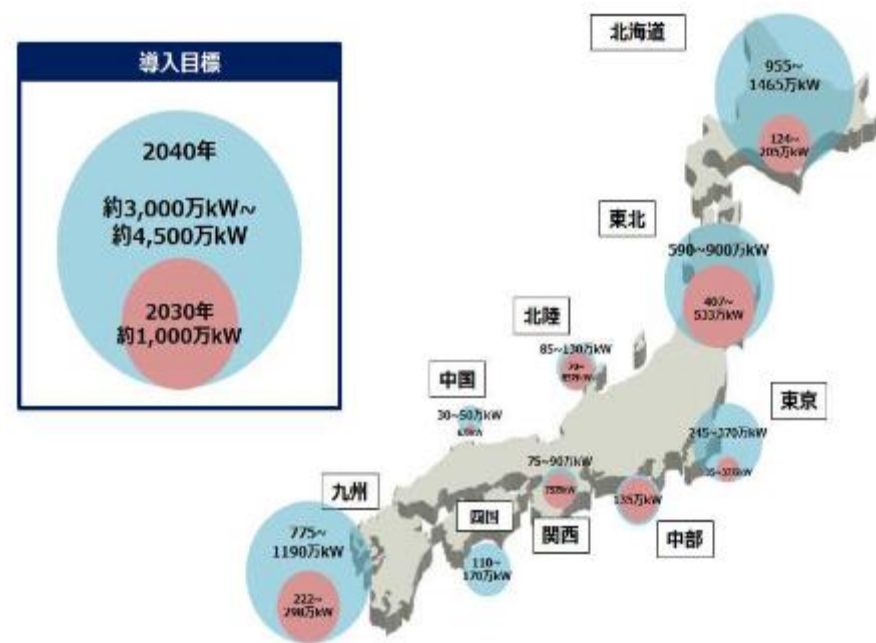 導入目標
2040年
約3,000万kW~
約4,500万kW
2030年
約1,000万kW
北海道
955~
1465万kW
124~
205万kW
東北
590~900万kW
407~
533万kW
北陸
85~130万kW
中国
30~50万kW
東京
245~370万kW
75~90万kW
関西
135万kW
中部
九州
775~
1190万kW
222~
298万kW
四国
110~
170万kW